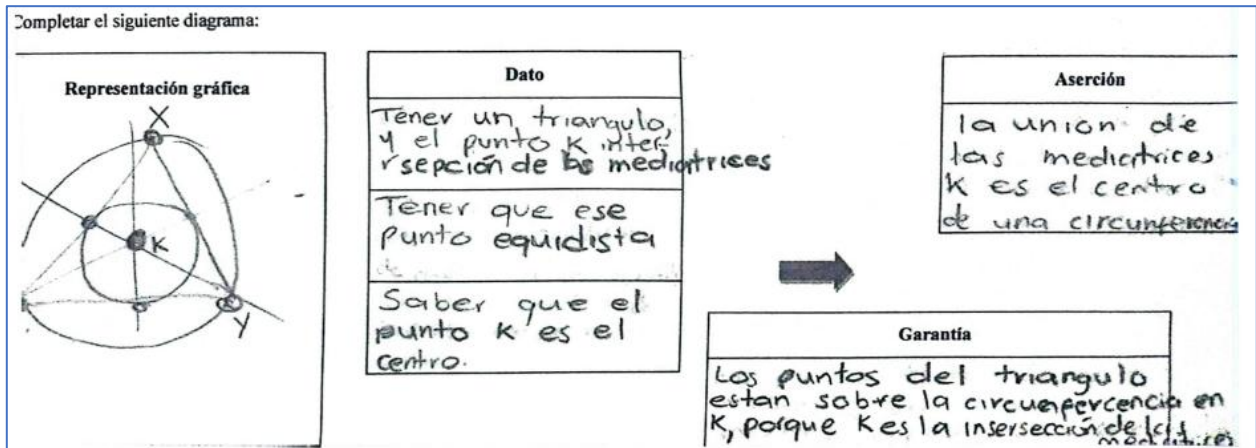 Completar el siguiente diagrama:
Representación gráfica
X
K
Y
Dato
Tener un triangulo,
y el punto K inter-
rsepción de las mediatrices
Tener que ese
punto equidista
Saber que el
punto K es el
centro.
Aserción
la union de
las mediatrices
K es el centro
de una circunferencia
Garantía
Los puntos del triangulo
estan sobre la circunfercencia en
K, porque K es la insersección de las
mediatrices